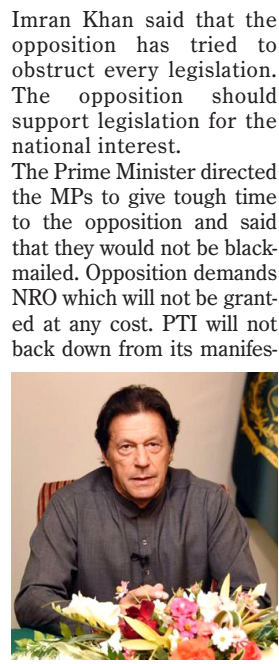 Imran Khan said that the
opposition has tried to
obstruct every legislation.
The opposition should
support legislation for the
national interest.
The Prime Minister directed
the MPs to give tough time
to the opposition and said
that they would not be black-
mailed. Opposition demands
NRO which will not be grant-
ed at any cost. PTI will not
back down from its manifes-